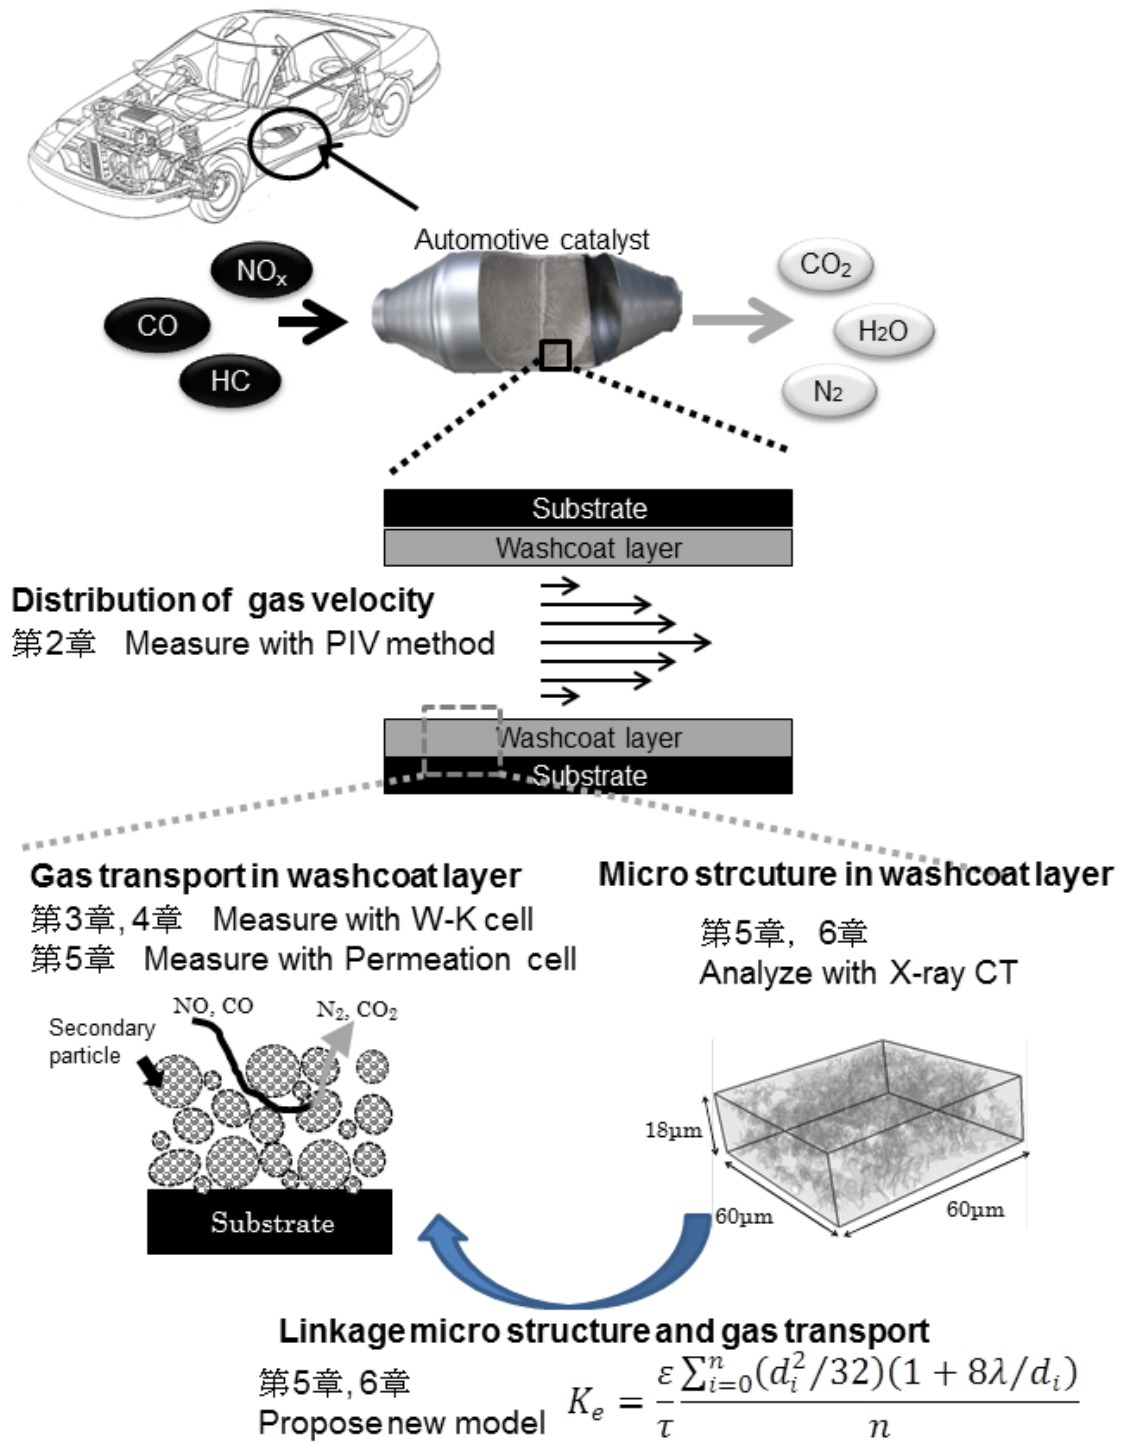 Automotive catalyst
NOx
CO
HC
CO2
H2O
N2
Substrate
Washcoat layer
Distribution of gas velocity
第2章 Measure with PIV method
Washcoat layer
Substrate
Gas transport in washcoat layer
第3章, 4章 Measure with W-K cell
第5章 Measure with Permeation cell
NO, CO
N2, CO2
Secondary
particle
Substrate
Micro strcuture in washcoat layer
第5章, 6章
Analyze with X-ray CT
18μm
60μm
60μm
Linkage micro structure and gas transport
第5章, 6章
Propose new model
K_e = \frac{ε}{τ} \frac{\sum_{i=0}^{n}(d_i^2/32)(1 + 8λ/d_i)}{n}